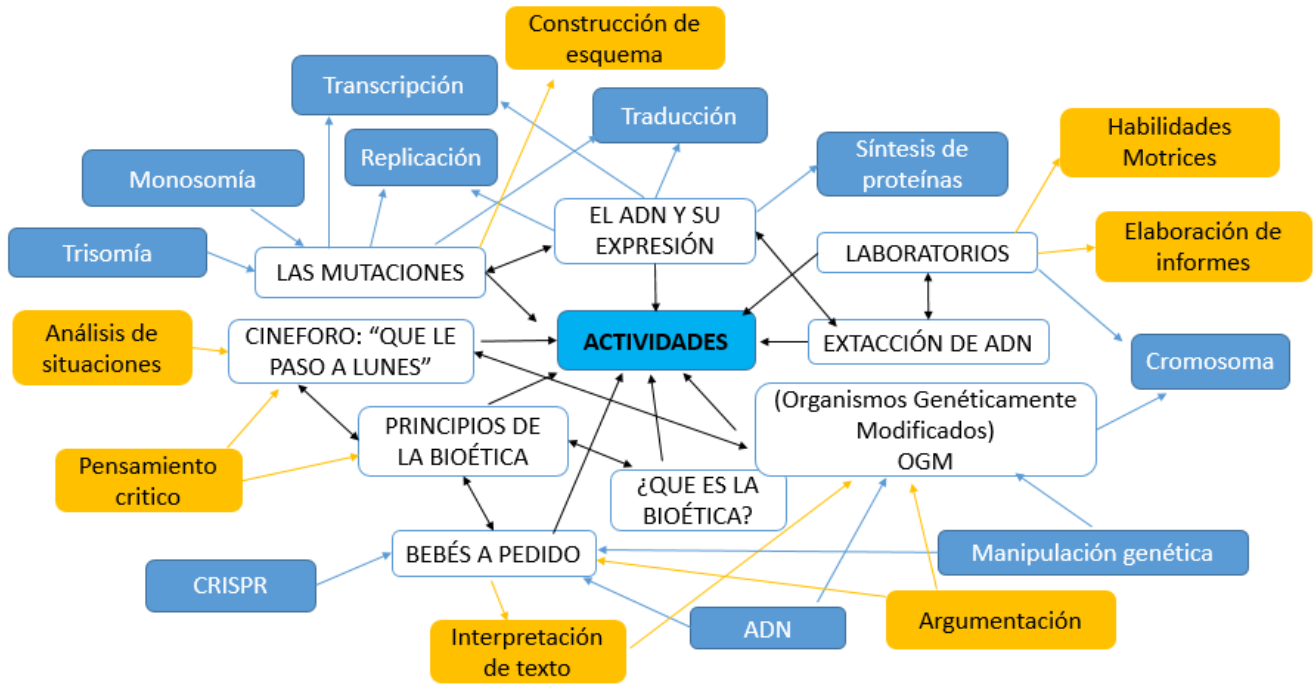 Construcción de
esquema
Transcripción
Traducción
Habilidades
Motrices
Replicación
Síntesis de
proteínas
Monosomía
EL ADN Y SU
EXPRESIÓN
Elaboración de
informes
Trisomía
LAS MUTACIONES
LABORATORIOS
Análisis de
situaciones
CINEFORO: “QUE LE
PASO A LUNES”
ACTIVIDADES
EXTACCIÓN DE ADN
Cromosoma
(Organismos Genéticamente
Modificados)
OGM
PRINCIPIOS DE
LA BIOÉTICA
Pensamiento
critico
¿QUE ES LA
BIOÉTICA?
BEBÉS A PEDIDO
Manipulación genética
CRISPR
Interpretación
de texto
ADN
Argumentación